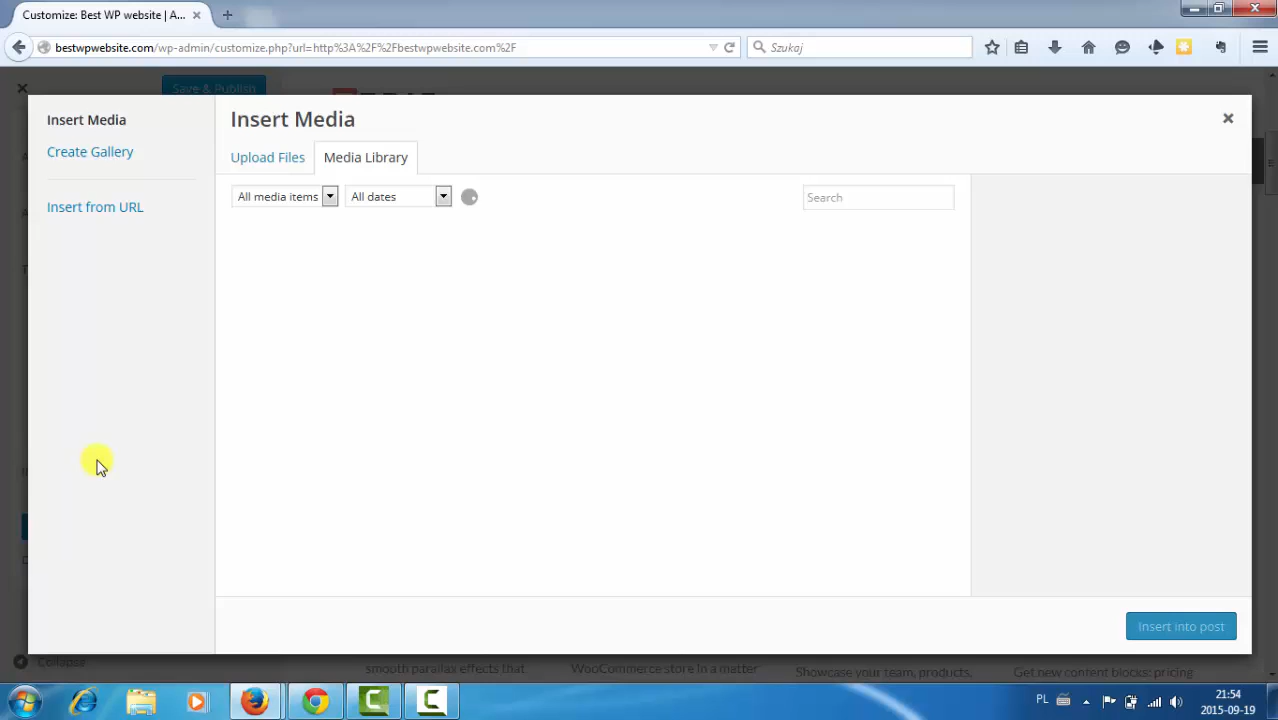 Customize: Best WP website | A...
bestwpwebsite.com/wp-admin/customize.php?url=http%3A%2F%2Fbestwpwebsite.com%2F
Szukaj
Save & Publish
Insert Media
Create Gallery
Insert from URL
Insert Media
Upload Files
Media Library
All media items
All dates
Search
Insert into post
Collapse
smooth parallax effects that
WooCommerce store in a matter
Showcase your team, products,
Get new content blocks: pricing
PL
21:54
2015-09-19